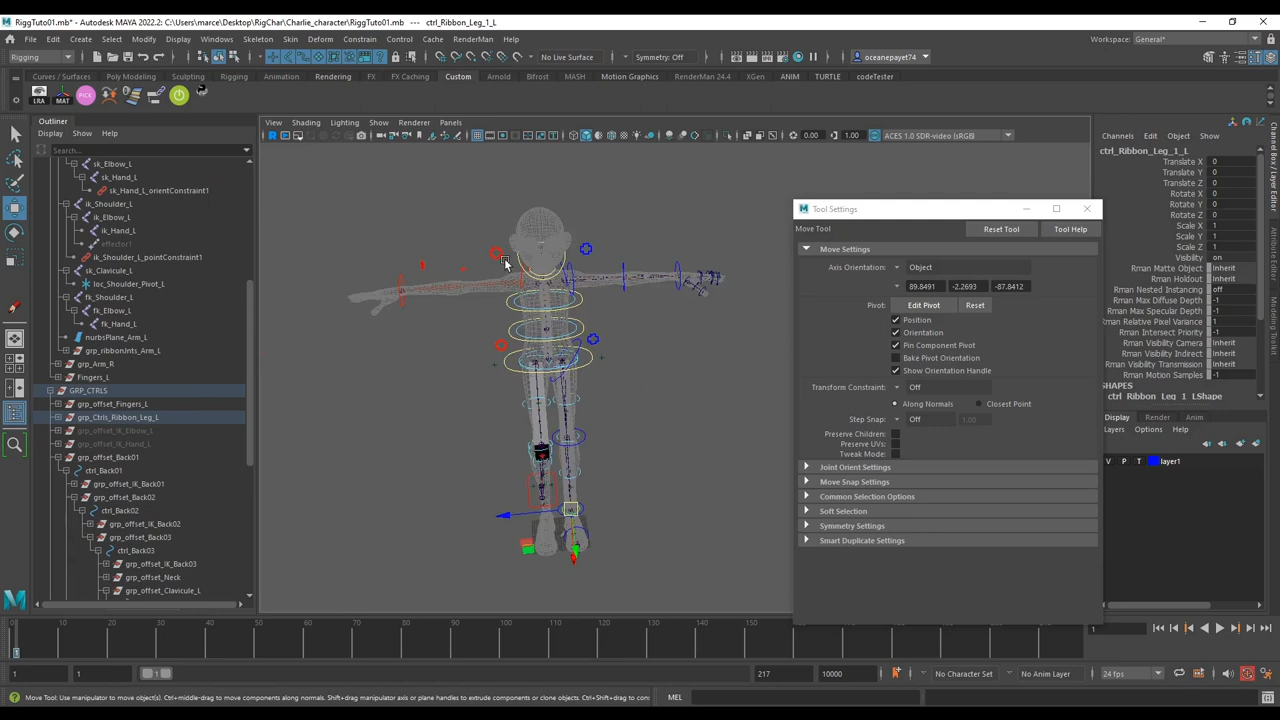 RiggTuto01.mb* - Autodesk MAYA 2022.2: C:\Users\marce\Desktop\RigChar\Charlie_character\RiggTuto01.mb --- ctrl_Ribbon_Leg_1_L
File Edit Create Select Modify Display Windows Skeleton Skin Deform Constrain Control Cache RenderMan Help
Workspace: General*
Rigging
No Live Surface
Symmetry: Off
oceanepayet74
Curves / Surfaces Poly Modeling Sculpting Rigging Animation Rendering FX FX Caching Custom Arnold Bifrost MASH Motion Graphics RenderMan 24.4 XGen ANIM TURTLE codeTester
LRA MAT PICK
Outliner
Display Show Help
Search...
sk_Elbow_L
sk_Hand_L
sk_Hand_L_orientConstraint1
ik_Shoulder_L
ik_Elbow_L
ik_Hand_L
effector1
ik_Shoulder_L_pointConstraint1
sk_Clavicule_L
loc_Shoulder_Pivot_L
fk_Shoulder_L
fk_Elbow_L
fk_Hand_L
nurbsPlane_Arm_L
grp_ribbonJnts_Arm_L
grp_Arm_R
Fingers_L
GRP_CTRLS
grp_offset_Fingers_L
grp_Ctrls_Ribbon_Leg_L
grp_offset_IK_Elbow_L
grp_offset_IK_Hand_L
grp_offset_Back01
ctrl_Back01
grp_offset_IK_Back01
grp_offset_Back02
ctrl_Back02
grp_offset_IK_Back02
grp_offset_Back03
ctrl_Back03
grp_offset_IK_Back03
grp_offset_Neck
grp_offset_Clavicule_L
View Shading Lighting Show Renderer Panels
0.00 1.00 ACES 1.0 SDR-video (sRGB)
Tool Settings
Move Tool Reset Tool Tool Help
Move Settings
Axis Orientation: Object
89.8491 -2.2693 -87.8412
Pivot: Edit Pivot Reset
Position
Orientation
Pin Component Pivot
Bake Pivot Orientation
Show Orientation Handle
Transform Constraint: Off
Along Normals Closest Point
Step Snap: Off 1.00
Preserve Children:
Preserve UVs:
Tweak Mode:
Joint Orient Settings
Move Snap Settings
Common Selection Options
Soft Selection
Symmetry Settings
Smart Duplicate Settings
Channels Edit Object Show
ctrl_Ribbon_Leg_1_L
Translate X 0
Translate Y 0
Translate Z 0
Rotate X 0
Rotate Y 0
Rotate Z 0
Scale X 1
Scale Y 1
Scale Z 1
Visibility on
Rman Matte Holdout Inherit
Rman Holdout Inherit
Rman Nested Instancing off
Rman Max Diffuse Depth -1
Rman Max Specular Depth -1
Rman Relative Pixel Variance 1
Rman Intersect Priority -1
Rman Visibility Camera Inherit
Rman Visibility Indirect Inherit
Rman Visibility Transmission Inherit
Rman Motion Samples -1
SHAPES
ctrl_Ribbon_Leg_1_LShape
Display Render Anim
Layers Options Help
V P T layer1
Channel Box / Layer Editor
Attribute Editor
0 10 20 30 40 50 60 70 80 90 100 110 120 130 140
1
1 1 1 217 10000 No Character Set No Anim Layer 24 fps
Move Tool: Use manipulator to move object(s). Ctrl+middle-drag to move components along normals. Shift+drag manipulator axis or plane handles to extrude components or clone objects. Ctrl+Shift+drag to con
MEL